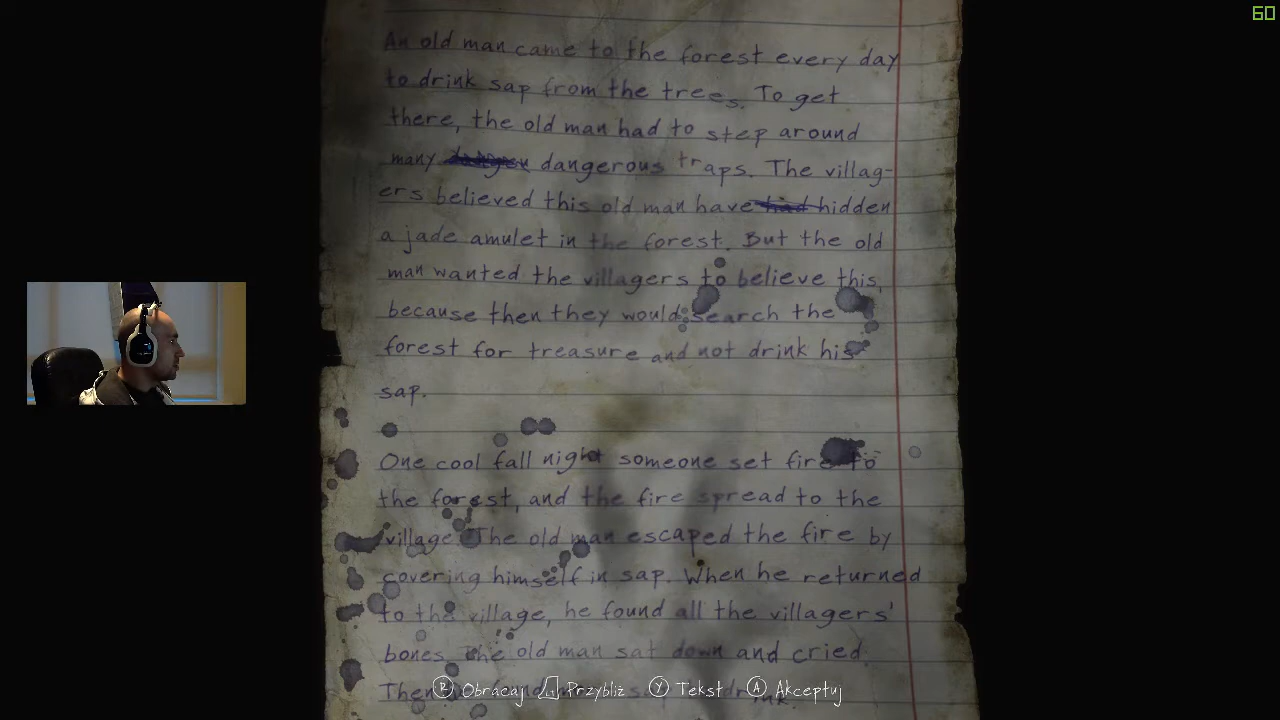 60
An old man came to the forest every day
to drink sap from the trees. To get
there, the old man had to step around
many dangerous traps. The villag-
ers believed this old man have had hidden
a jade amulet in the forest. But the old
man wanted the villagers to believe this,
because then they would search the
forest for treasure and not drink his
sap.
One cool fall night someone set fire to
the forest, and the fire spread to the
village. The old man escaped the fire by
covering himself in sap. When he returned
to the village, he found all the villagers'
bones. The old man sat down and cried.
Then
drink.
R Obracaj Przybliż Y Tekst A Akceptuj